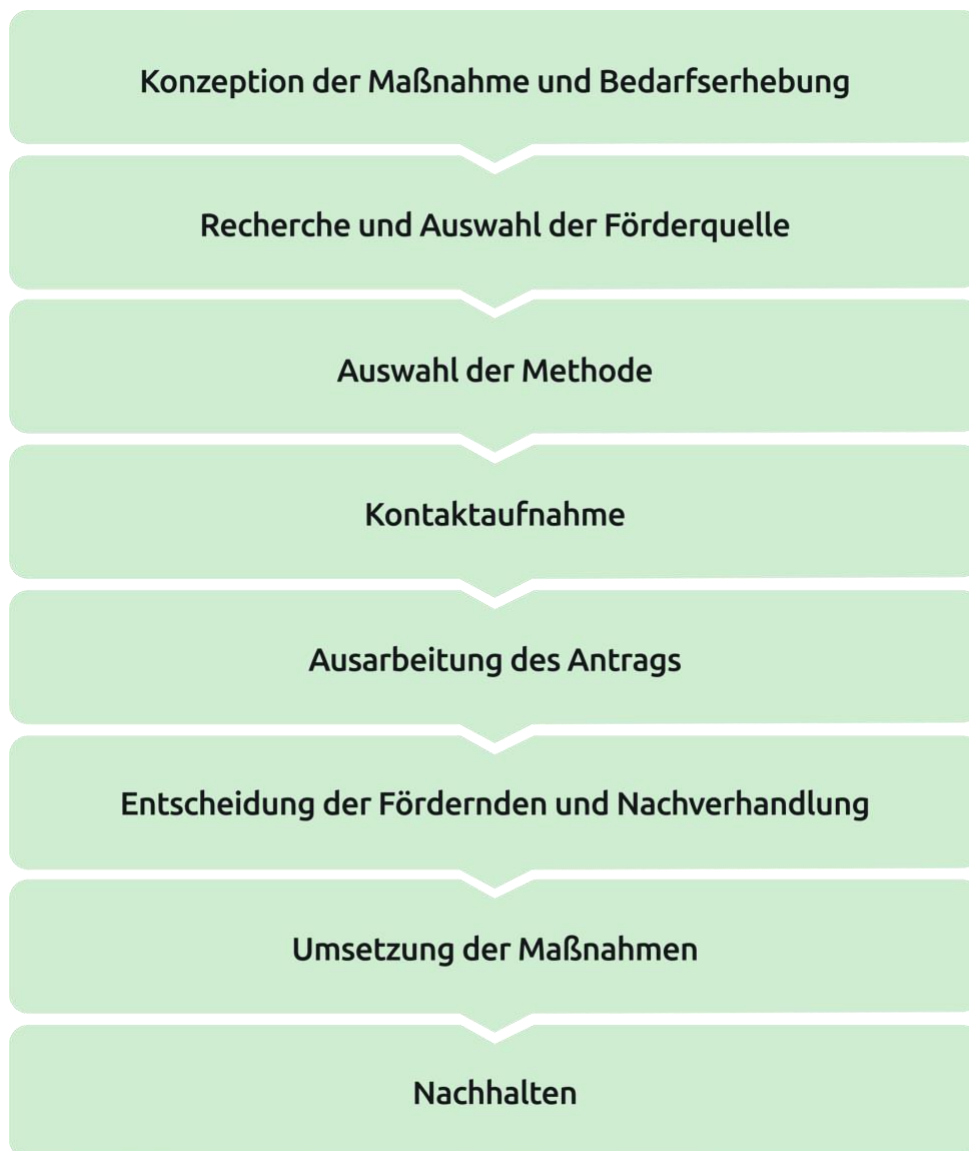 Konzeption der Maßnahme und Bedarfserhebung
Recherche und Auswahl der Förderquelle
Auswahl der Methode
Kontaktaufnahme
Ausarbeitung des Antrags
Entscheidung der Fördernden und Nachverhandlung
Umsetzung der Maßnahmen
Nachhalten